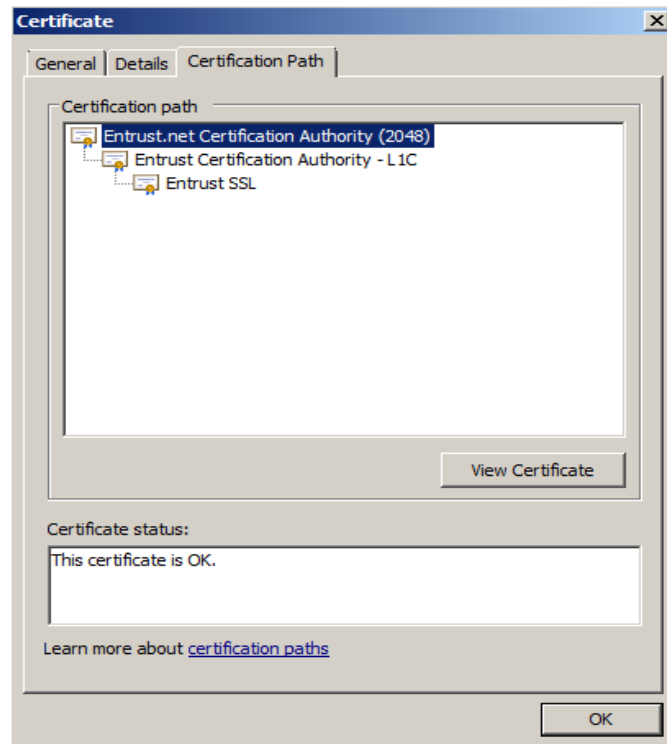 Certificate
General Details Certification Path
Certification path
Entrust.net Certification Authority (2048)
Entrust Certification Authority - L1C
Entrust SSL
View Certificate
Certificate status:
This certificate is OK.
Learn more about certification paths
OK